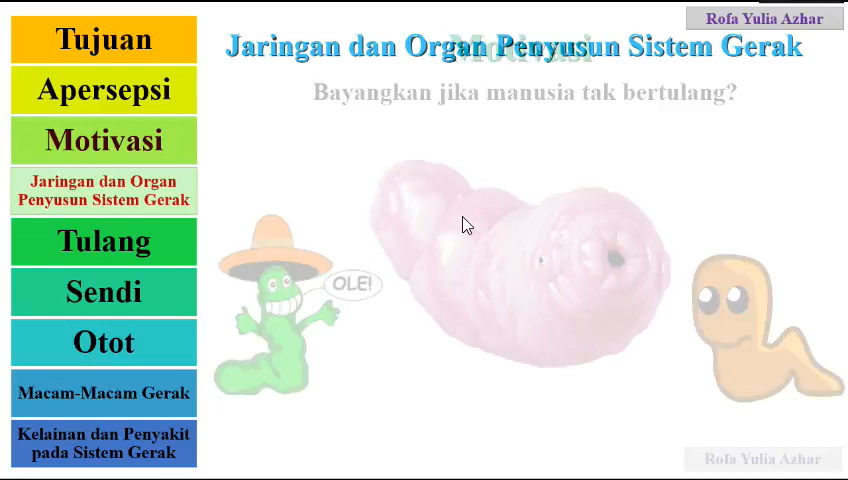 Rofa Yulia Azhar
Tujuan
Apersepsi
Motivasi
Jaringan dan Organ
Penyusun Sistem Gerak
Tulang
Sendi
Otot
Macam-Macam Gerak
Kelainan dan Penyakit
pada Sistem Gerak
Jaringan dan Organ Penyusun Sistem Gerak
Motivasi
Bayangkan jika manusia tak bertulang?
OLE!
Rofa Yulia Azhar